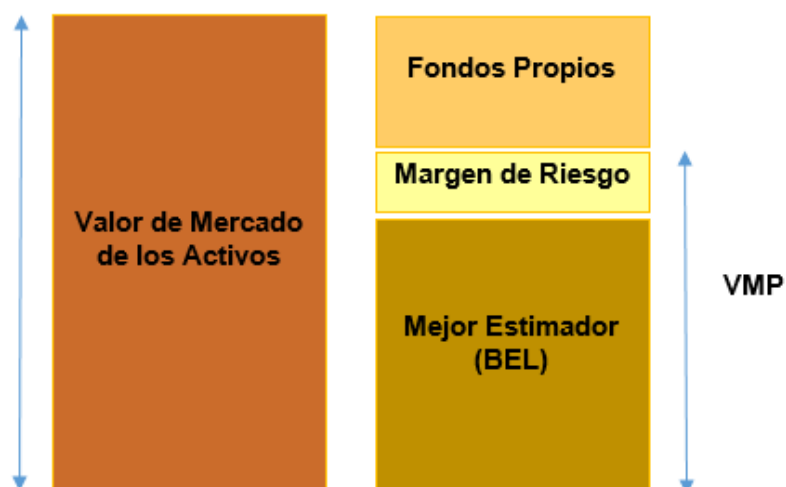 Fondos Propios
Margen de Riesgo
Valor de Mercado
de los Activos
VMP
Mejor Estimador
(BEL)